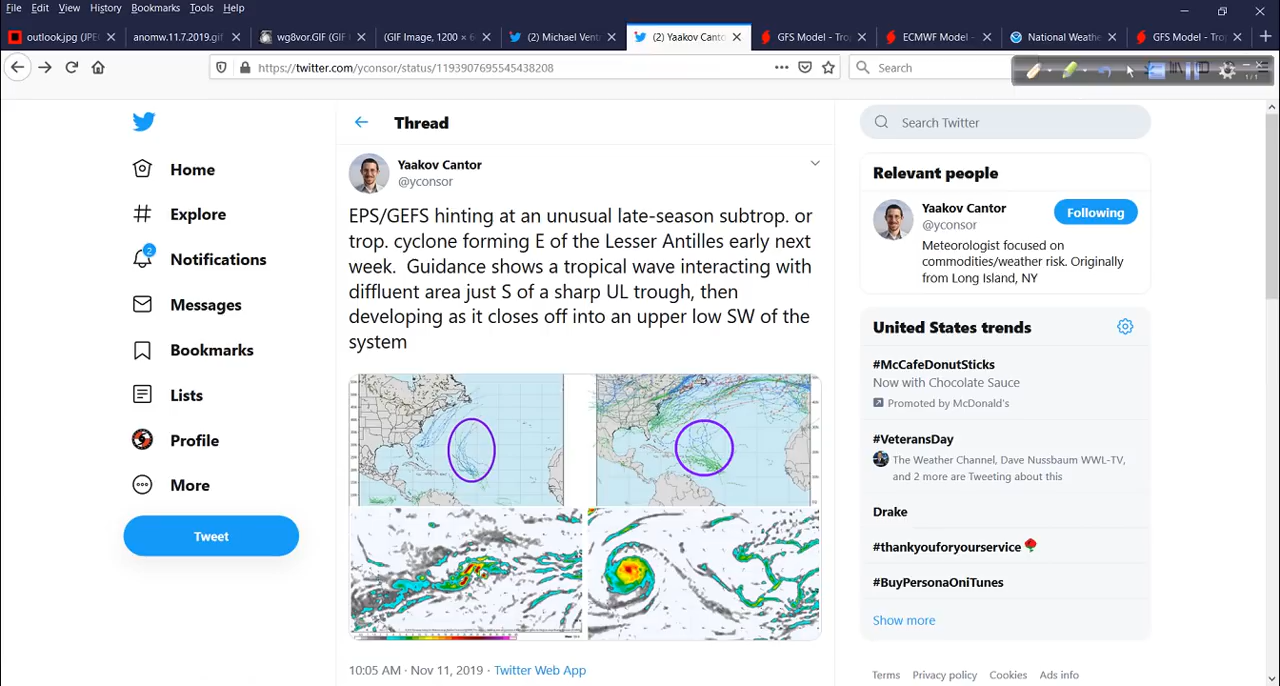 File Edit View History Bookmarks Tools Help
outlook.jpg (JPE
anomw.11.7.2019.gif
wg8vor.GIF (GIF
(GIF Image, 1200 × 6
(2) Michael Vent
(2) Yaakov Canto
GFS Model - Tro
ECMWF Model -
National Weathe
GFS Model - Tro
https://twitter.com/yconsor/status/1193907695545438208
Search
1/1
Home
Explore
2
Notifications
Messages
Bookmarks
Lists
Profile
More
Tweet
Thread
Yaakov Cantor
@yconsor
EPS/GEFS hinting at an unusual late-season subtrop. or
trop. cyclone forming E of the Lesser Antilles early next
week. Guidance shows a tropical wave interacting with
diffluent area just S of a sharp UL trough, then
developing as it closes off into an upper low SW of the
system
10:05 AM · Nov 11, 2019 · Twitter Web App
Search Twitter
Relevant people
Yaakov Cantor
@yconsor
Following
Meteorologist focused on
commodities/weather risk. Originally
from Long Island, NY
United States trends
#McCafeDonutSticks
Now with Chocolate Sauce
Promoted by McDonald's
#VeteransDay
The Weather Channel, Dave Nussbaum WWL-TV,
and 2 more are Tweeting about this
Drake
#thankyouforyourservice
#BuyPersonaOniTunes
Show more
Terms Privacy policy Cookies Ads info